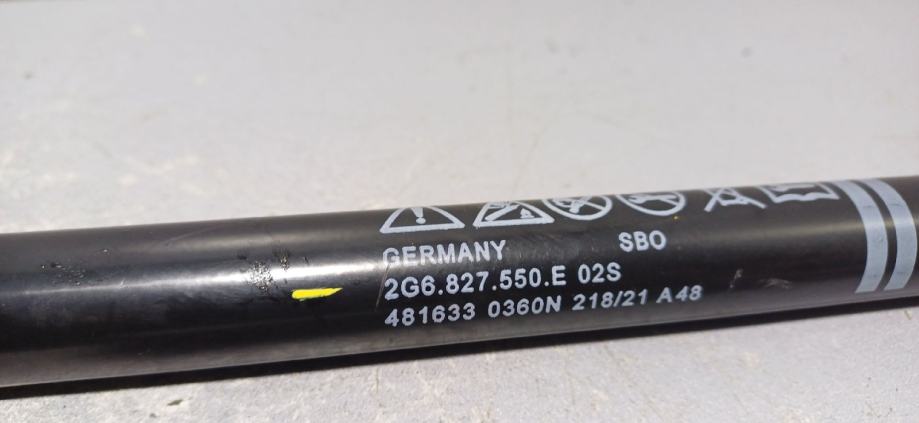 GERMANY SBO
2G6.827.550.E 02S
481633 0360N 218/21 A48